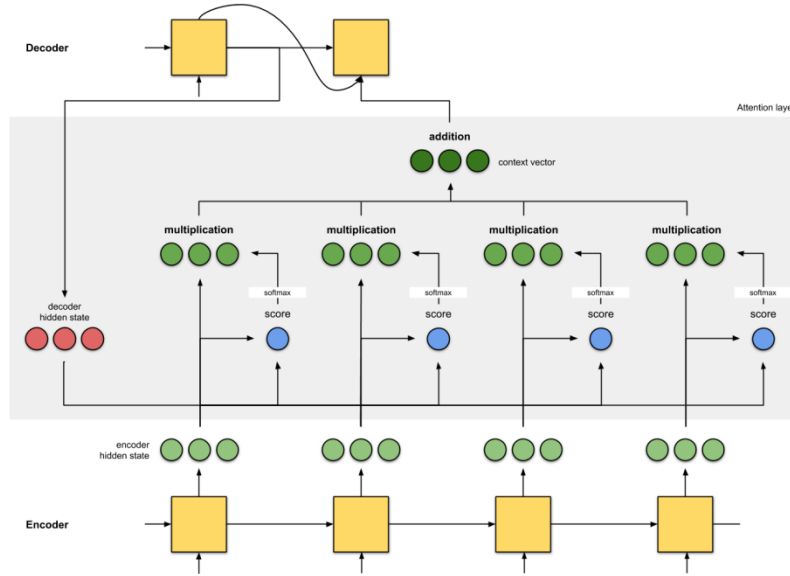 Decoder
Attention laye
addition
context vector
multiplication multiplication multiplication multiplication
softmax softmax softmax softmax
decoder
hidden state
score score score score
encoder
hidden state
Encoder